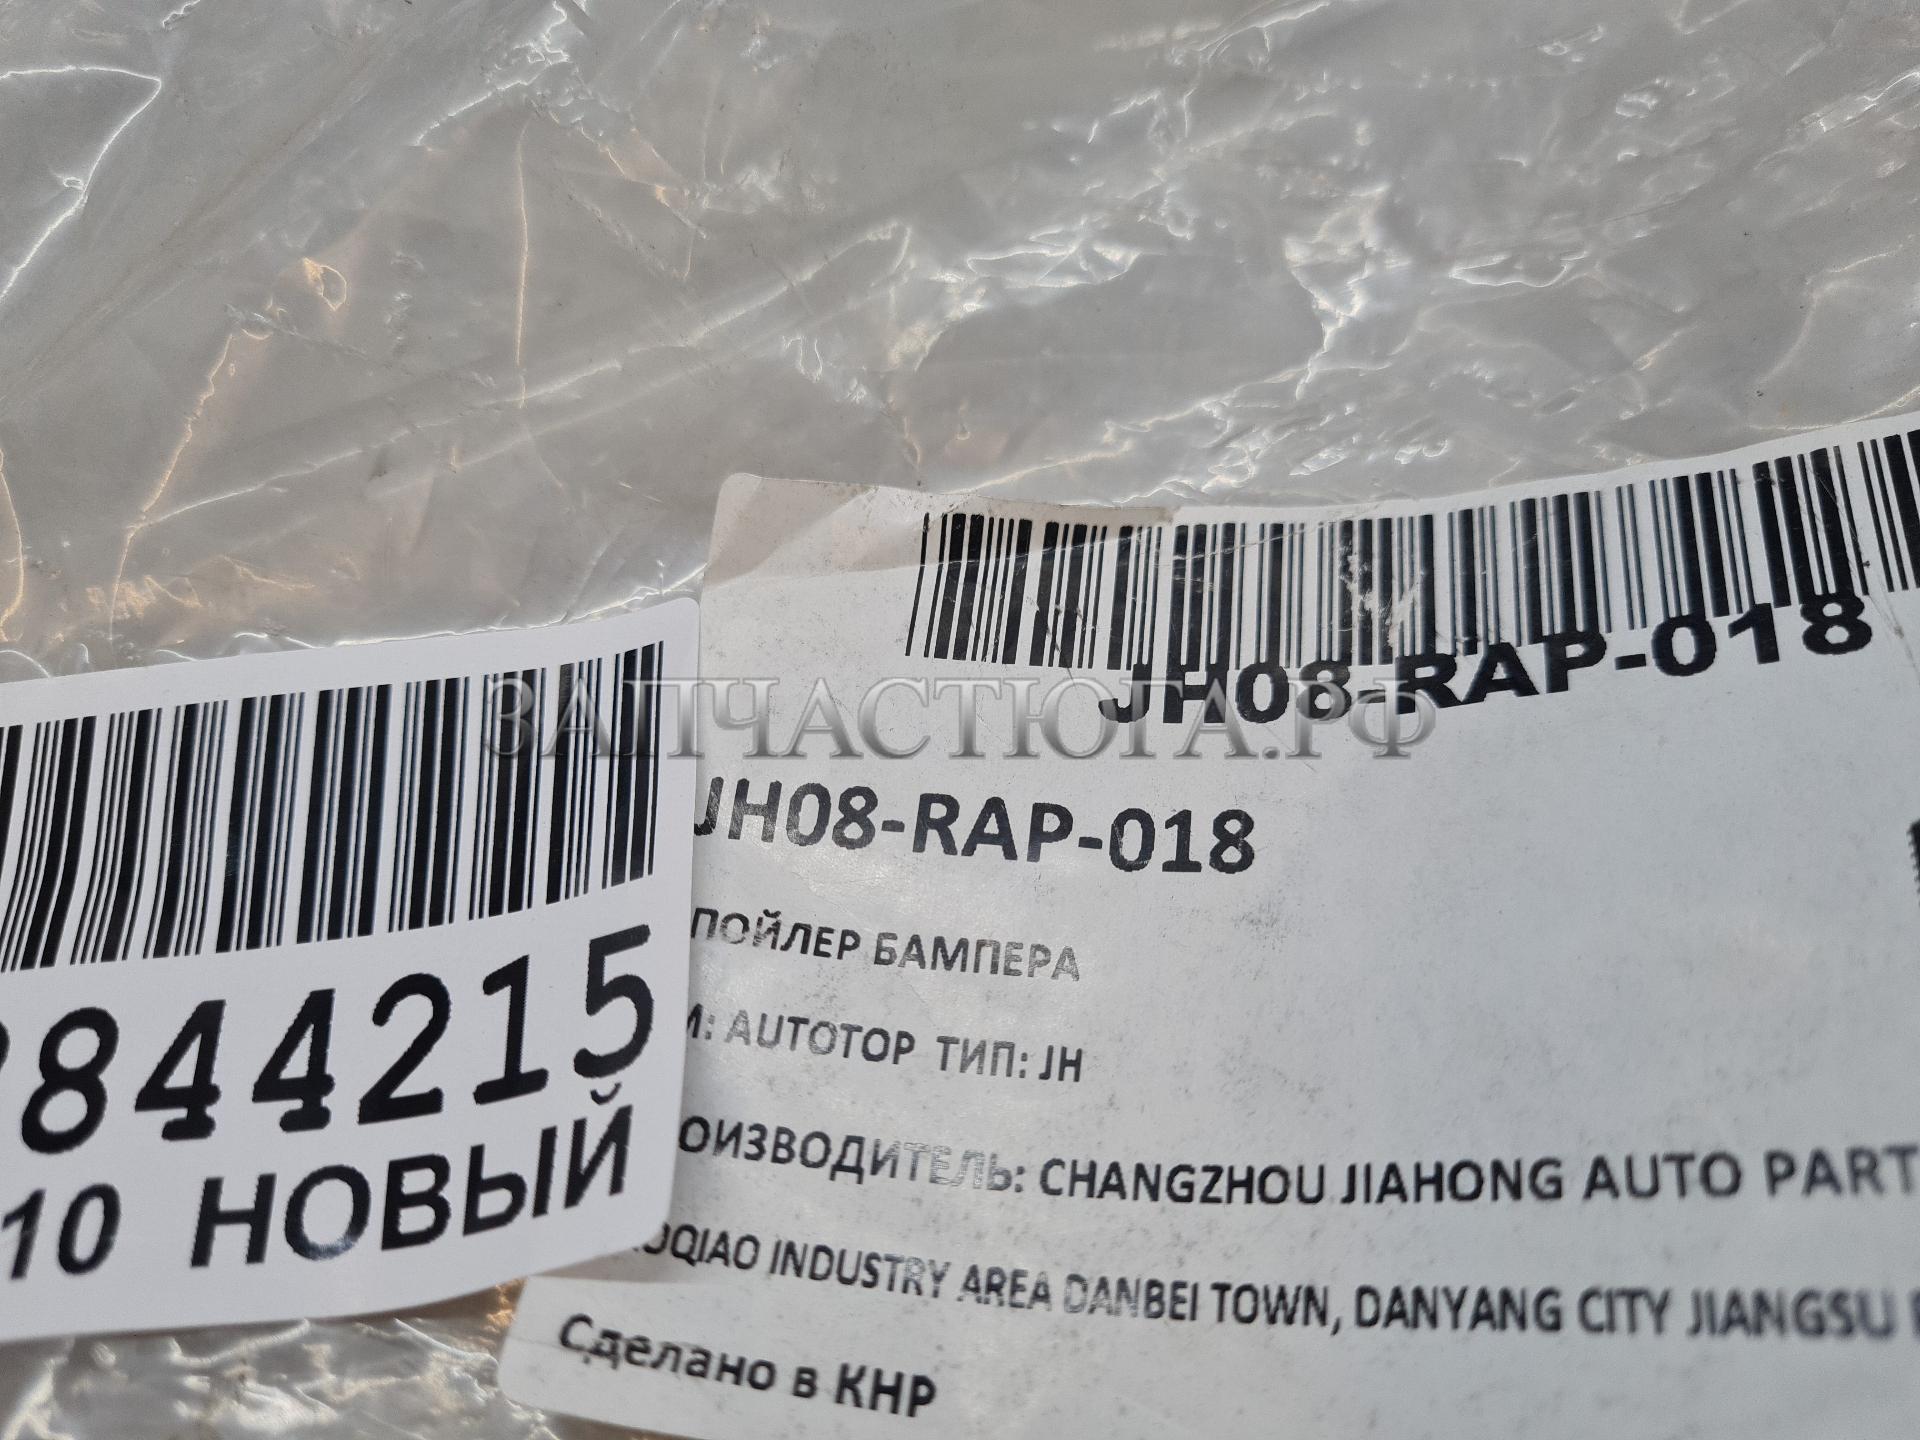 JH08-RAP-018
ЗАПЧАСТЮГА.РФ
JH08-RAP-018
ПОЙЛЕР БАМПЕРА
М: AUTOTOP ТИП: JH
ОИЗВОДИТЕЛЬ: CHANGZHOU JIAHONG AUTO PART
OQIAO INDUSTRY AREA DANBEI TOWN, DANYANG CITY JIANGSU
Сделано в КНР
844215
10 НОВЫЙ